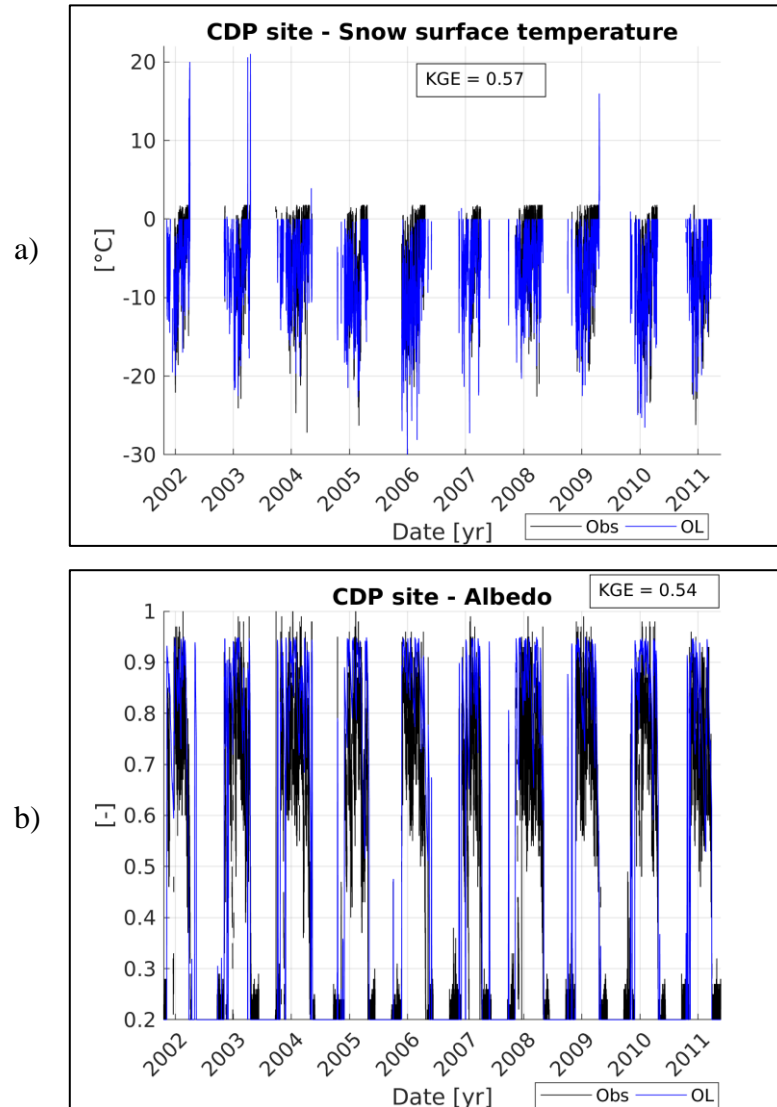 CDP site - Snow surface temperature
KGE = 0.57
20
10
0
-10
-20
-30
[°C]
a)
2002 2003 2004 2005 2006 2007 2008 2009 2010 2011
Date [yr]
Obs OL
CDP site - Albedo
KGE = 0.54
1
0.9
0.8
0.7
0.6
0.5
0.4
0.3
0.2
[-]
b)
2002 2003 2004 2005 2006 2007 2008 2009 2010 2011
Date [yr]
Obs OL